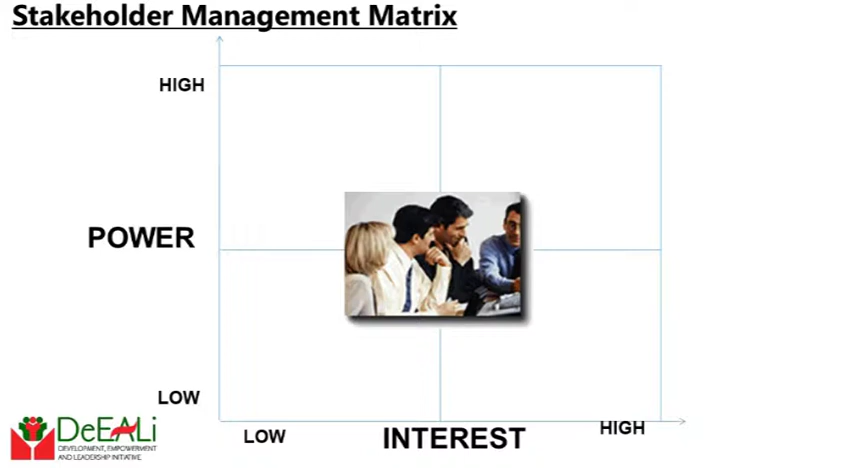 Stakeholder Management Matrix
HIGH
POWER
LOW
LOW
INTEREST
HIGH
DeEALi
DEVELOPMENT, EMPOWERMENT
AND LEADERSHIP INITIATIVE